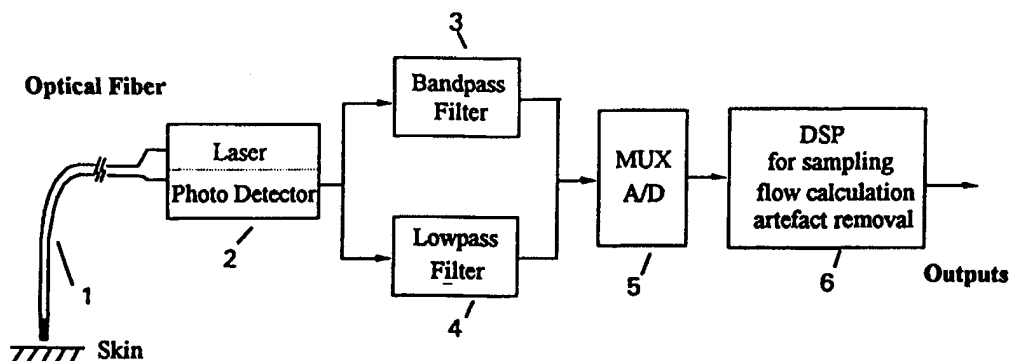 3
Optical Fiber
Bandpass
Filter
Laser
Photo Detector
2
1
Skin
Lowpass
Filter
4
MUX
A/D
5
DSP
for sampling
flow calculation
artefact removal
6
Outputs